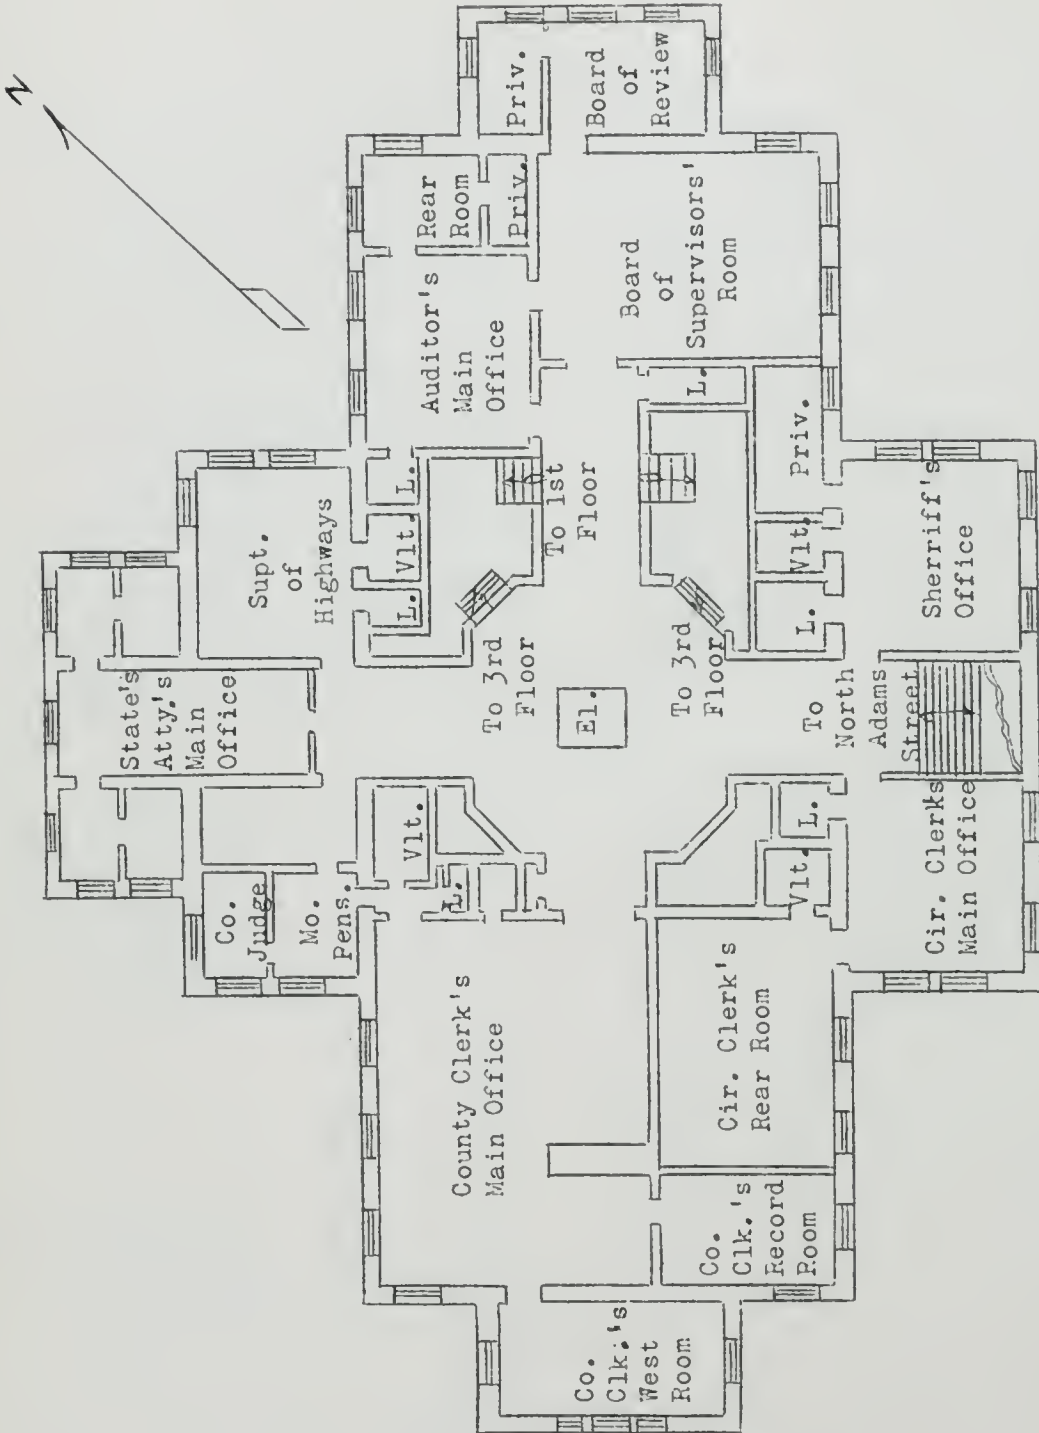 N
Priv.
Board
of
Review
Rear
Room
Priv.
Auditor's
Main
Office
Board
of
Supervisors'
Room
L.
Priv.
Supt.
of
Highways
L.
Vlt.
L.
To 1st
Floor
Vlt.
L.
Sherriff's
Office
State's
Atty.'s
Main
Office
To 3rd
Floor
El.
To 3rd
Floor
To
North
Adams
Street
Co.
Judge
Mo.
Pens.
Vlt.
L.
L.
Vlt.
Cir. Clerks
Main Office
County Clerk's
Main Office
Cir. Clerk's
Rear Room
Co.
Clk.'s
Record
Room
Co.
Clk.'s
West
Room